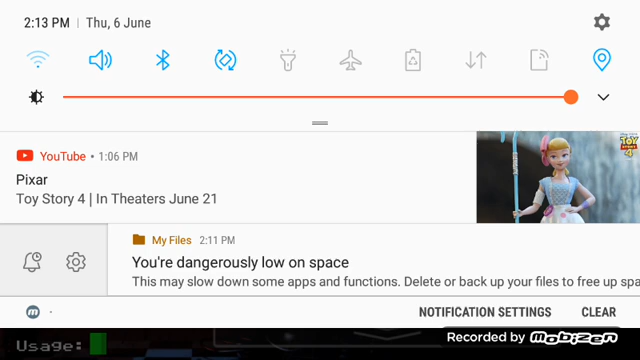 2:13 PM | Thu, 6 June
YouTube • 1:06 PM
Pixar
Toy Story 4 | In Theaters June 21
TOY STORY 4
My Files 2:11 PM
You're dangerously low on space
This may slow down some apps and functions. Delete or back up your files to free up spa
m
NOTIFICATION SETTINGS
CLEAR
Usage:
Recorded by mobizen